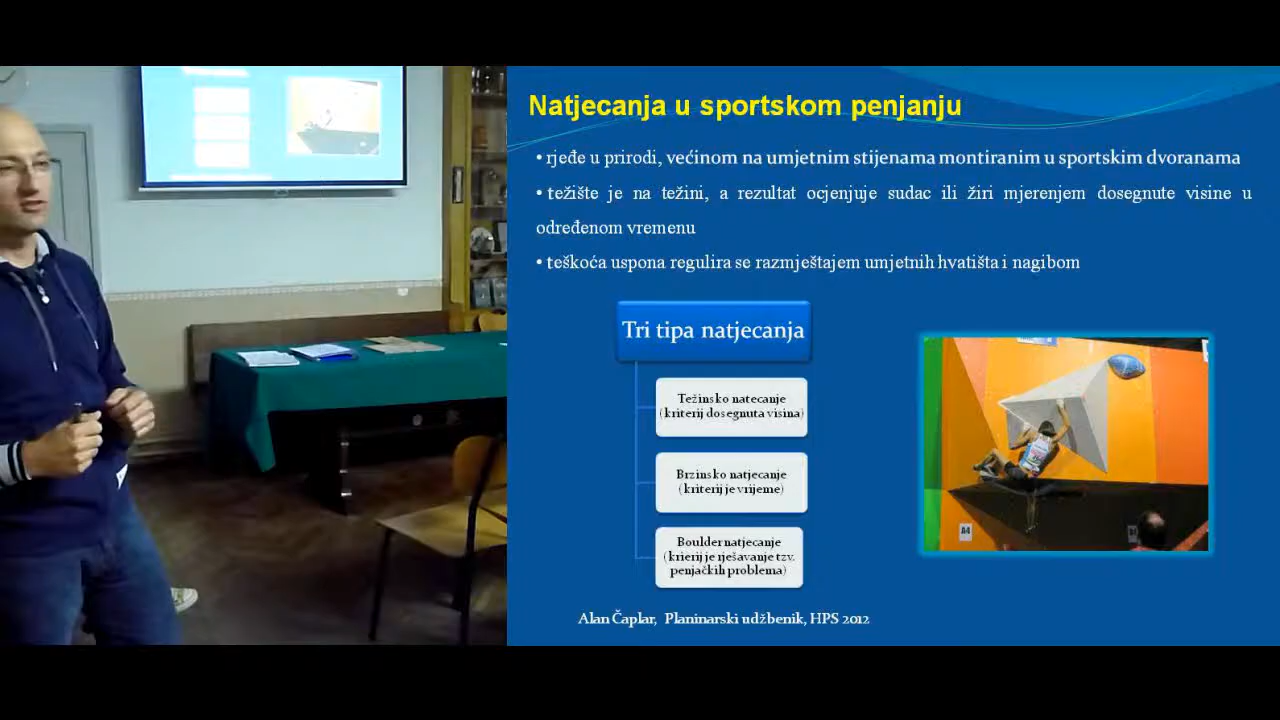 Natjecanja u sportskom penjanju
• rjeđe u prirodi, većinom na umjetnim stijenama montiranim u sportskim dvoranama
• težište je na težini, a rezultat ocjenjuje sudac ili žiri mjerenjem dosegnute visine u
određenom vremenu
• teškoća uspona regulira se razmještajem umjetnih hvatišta i nagibom
Tri tipa natjecanja
Težinsko natecanje
(kriterij dosegnuta visina)
Brzinsko natjecanje
(kriterij je vrijeme)
Boulder natjecanje
(krierij je rješavanje tzv.
penjačkih problema)
A4
Alan Čaplar, Planinarski udžbenik, HPS 2012